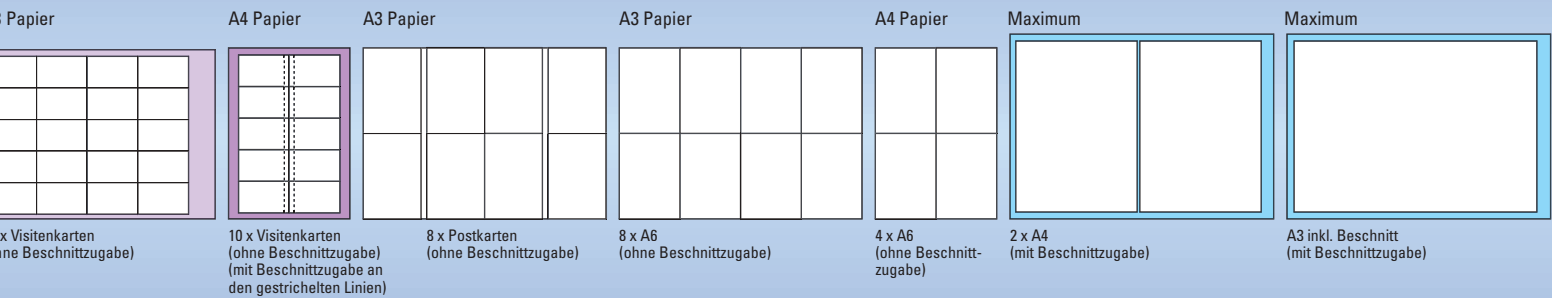 Papier
A4 Papier
A3 Papier
A3 Papier
A4 Papier
Maximum
Maximum
x Visitenkarten
Beschnittzugabe)
10 x Visitenkarten
(ohne Beschnittzugabe)
(mit Beschnittzugabe an
den gestrichelten Linien)
8 x Postkarten
(ohne Beschnittzugabe)
8 x A6
(ohne Beschnittzugabe)
4 x A6
(ohne Beschnitt-
zugabe)
2 x A4
(mit Beschnittzugabe)
A3 inkl. Beschnitt
(mit Beschnittzugabe)